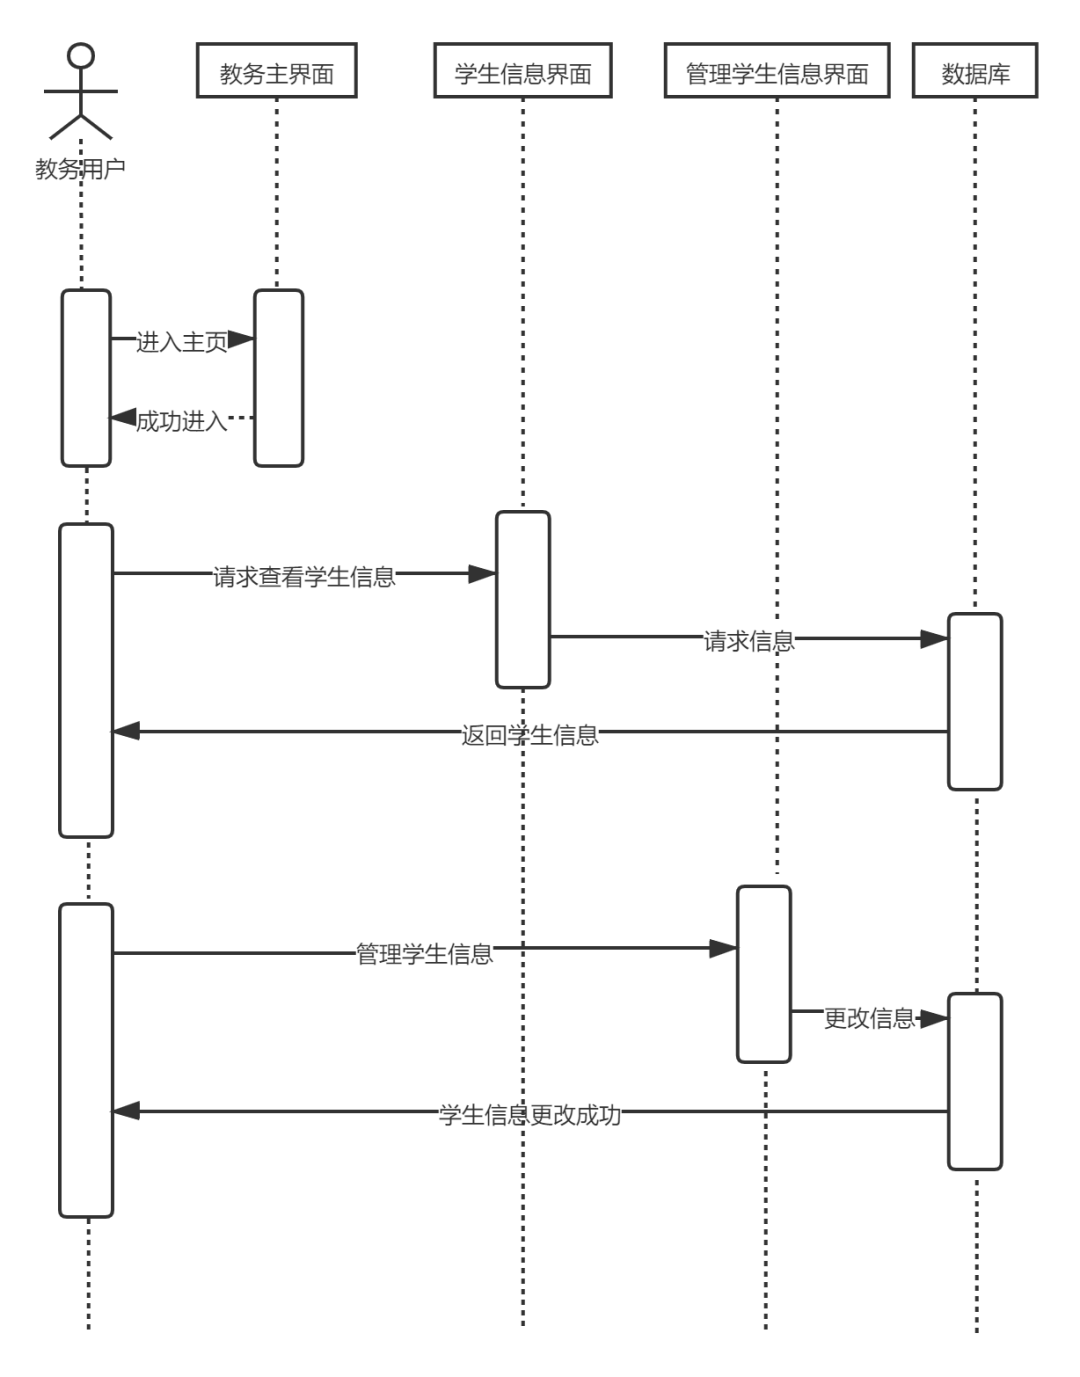 教务主界面
学生信息界面
管理学生信息界面
数据库
教务用户
进入主页
成功进入
请求查看学生信息
请求信息
返回学生信息
管理学生信息
更改信息
学生信息更改成功